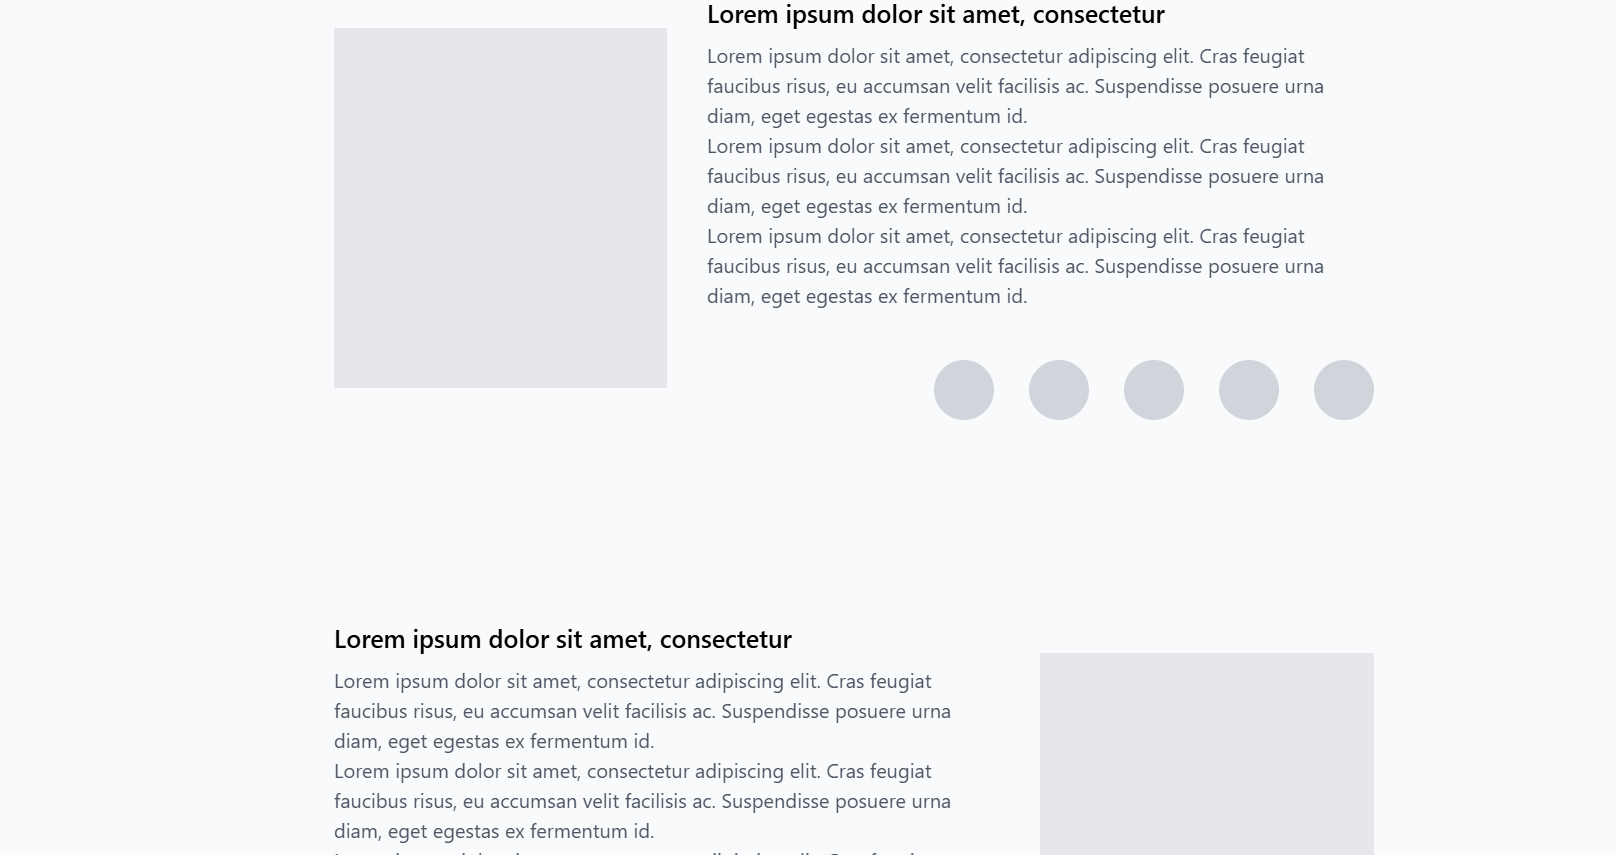 Lorem ipsum dolor sit amet, consectetur
Lorem ipsum dolor sit amet, consectetur adipiscing elit. Cras feugiat
faucibus risus, eu accumsan velit facilisis ac. Suspendisse posuere urna
diam, eget egestas ex fermentum id.
Lorem ipsum dolor sit amet, consectetur adipiscing elit. Cras feugiat
faucibus risus, eu accumsan velit facilisis ac. Suspendisse posuere urna
diam, eget egestas ex fermentum id.
Lorem ipsum dolor sit amet, consectetur adipiscing elit. Cras feugiat
faucibus risus, eu accumsan velit facilisis ac. Suspendisse posuere urna
diam, eget egestas ex fermentum id.
Lorem ipsum dolor sit amet, consectetur
Lorem ipsum dolor sit amet, consectetur adipiscing elit. Cras feugiat
faucibus risus, eu accumsan velit facilisis ac. Suspendisse posuere urna
diam, eget egestas ex fermentum id.
Lorem ipsum dolor sit amet, consectetur adipiscing elit. Cras feugiat
faucibus risus, eu accumsan velit facilisis ac. Suspendisse posuere urna
diam, eget egestas ex fermentum id.